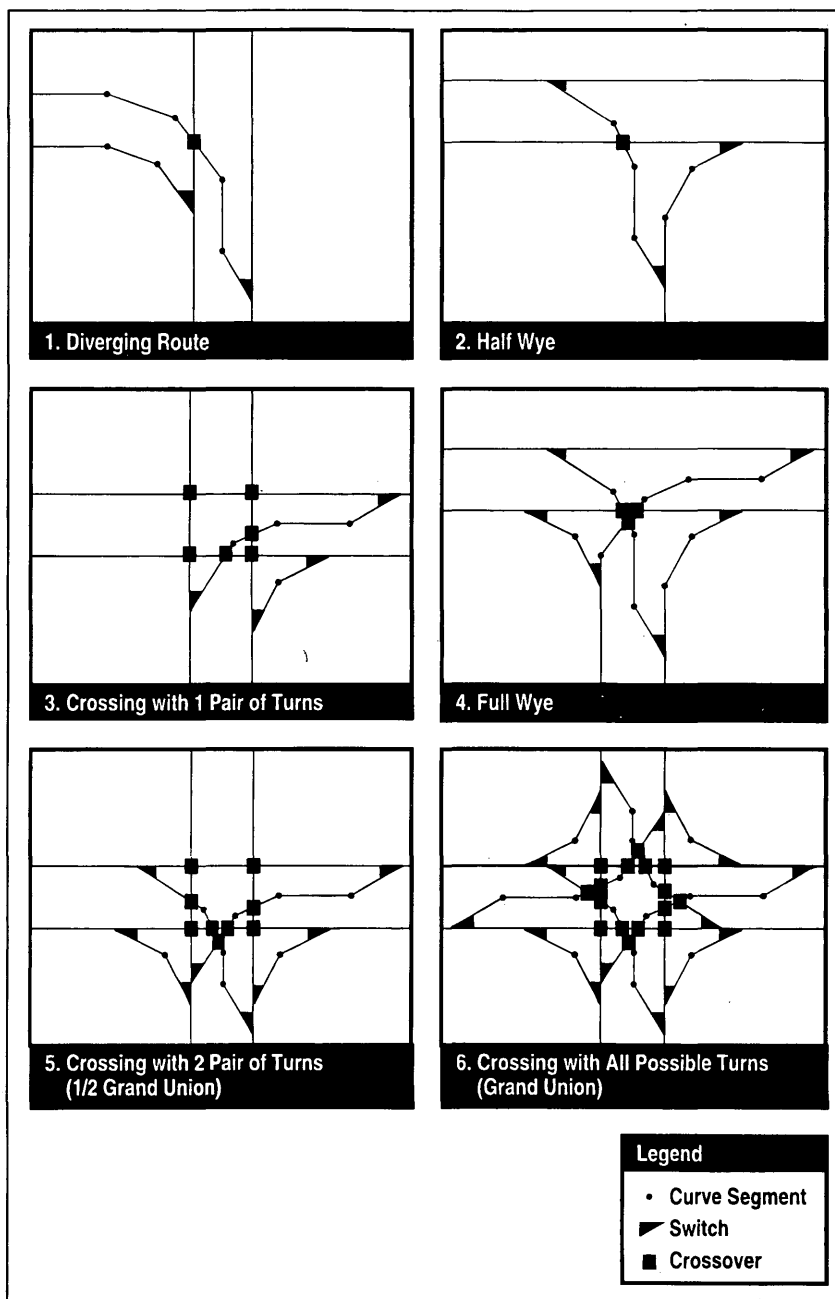 1. Diverging Route
2. Half Wye
3. Crossing with 1 Pair of Turns
4. Full Wye
5. Crossing with 2 Pair of Turns
(1/2 Grand Union)
6. Crossing with All Possible Turns
(Grand Union)
Legend
Curve Segment
Switch
Crossover